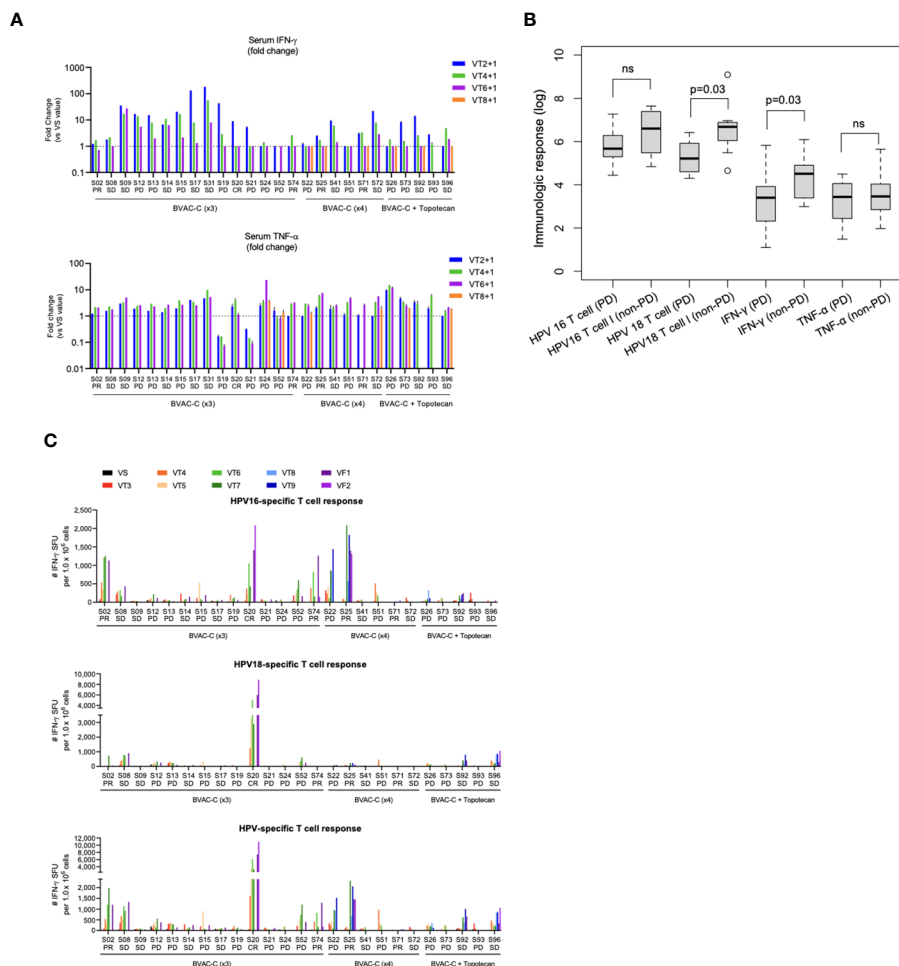 A
Serum IFN-γ
(fold change)
Fold Change
(vs VS value)
1000
100
10
1
0.1
VT2+1
VT4+1
VT6+1
VT8+1
S02 S08 S09 S12 S13 S14 S15 S17 S31 S19 S20 S21 S24 S52 S74 S22 S25 S41 S51 S71 S72 S26 S73 S92 S93 S96
PR SD SD PD PD SD PD SD SD PD CR PD PD PD PR PD PR SD PD PR SD PD PD SD PD SD
BVAC-C (x3) BVAC-C (x4) BVAC-C + Topotecan
Serum TNF-α
(fold change)
Fold Change
(vs VS value)
100
10
1
0.1
0.01
VT2+1
VT4+1
VT6+1
VT8+1
S02 S08 S09 S12 S13 S14 S15 S17 S31 S19 S20 S21 S24 S52 S74 S22 S25 S41 S51 S71 S72 S26 S73 S92 S93 S96
PR SD SD PD PD SD PD SD SD PD CR PD PD PD PR PD PR SD PD PR SD PD PD SD PD SD
BVAC-C (x3) BVAC-C (x4) BVAC-C + Topotecan
B
Immunologic response (log)
10
8
6
4
2
0
ns
p=0.03
p=0.03
ns
HPV 16 T cell (PD)
HPV16 T cell I (non-PD)
HPV 18 T cell (PD)
HPV18 T cell I (non-PD)
IFN-γ (PD)
IFN-γ (non-PD)
TNF-α (PD)
TNF-α (non-PD)
C
VS VT4 VT6 VT8 VF1
VT3 VT5 VT7 VT9 VF2
HPV16-specific T cell response
# IFN-γ SFU
per 1.0 x 10⁶ cells
2,500
2,000
1,500
1,000
500
0
S02 S08 S09 S12 S13 S14 S15 S17 S19 S20 S21 S24 S52 S74 S22 S25 S41 S51 S71 S72 S26 S73 S92 S93 S96
PR SD SD PD PD SD PD SD PD CR PD PD PD PR PD PR SD PD PR SD PD PD SD PD SD
BVAC-C (x3) BVAC-C (x4) BVAC-C + Topotecan
HPV18-specific T cell response
# IFN-γ SFU
per 1.0 x 10⁶ cells
10,000
8,000
6,000
4,000
3,000
2,000
1,000
0
S02 S08 S09 S12 S13 S14 S15 S17 S19 S20 S21 S24 S52 S74 S22 S25 S41 S51 S71 S72 S26 S73 S92 S93 S96
PR SD SD PD PD SD PD SD PD CR PD PD PD PR PD PR SD PD PR SD PD PD SD PD SD
BVAC-C (x3) BVAC-C (x4) BVAC-C + Topotecan
HPV-specific T cell response
# IFN-γ SFU
per 1.0 x 10⁶ cells
12,000
10,000
8,000
6,000
4,000
2,500
2,000
1,500
1,000
500
0
S02 S08 S09 S12 S13 S14 S15 S17 S19 S20 S21 S24 S52 S74 S22 S25 S41 S51 S71 S72 S26 S73 S92 S93 S96
PR SD SD PD PD SD PD SD PD CR PD PD PD PR PD PR SD PD PR SD PD PD SD PD SD
BVAC-C (x3) BVAC-C (x4) BVAC-C + Topotecan